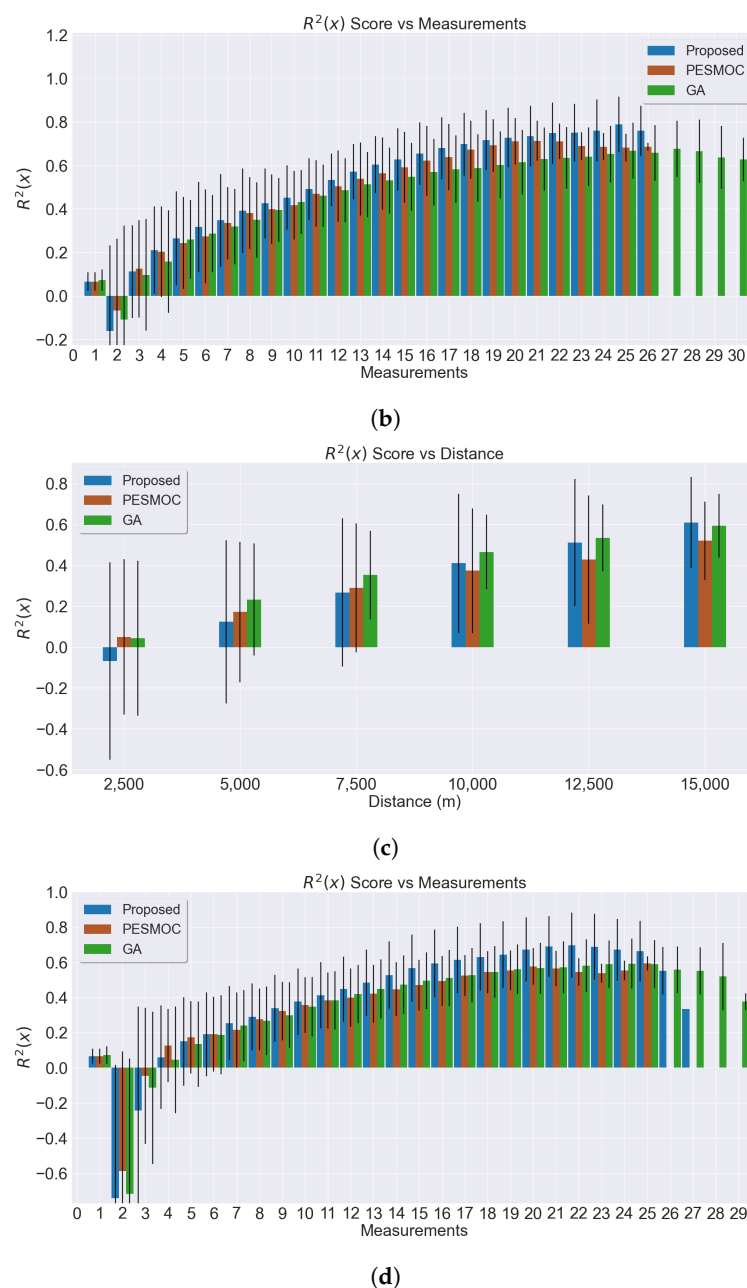 R²(x) Score vs Measurements
1.2
1.0
0.8
0.6
0.4
0.2
0.0
−0.2
R²(x)
Proposed
PESMOC
GA
0 1 2 3 4 5 6 7 8 9 10 11 12 13 14 15 16 17 18 19 20 21 22 23 24 25 26 27 28 29 30
Measurements
(b)
R²(x) Score vs Distance
0.8
0.6
0.4
0.2
0.0
−0.2
−0.4
−0.6
R²(x)
Proposed
PESMOC
GA
2,500 5,000 7,500 10,000 12,500 15,000
Distance (m)
(c)
R²(x) Score vs Measurements
1.0
0.8
0.6
0.4
0.2
0.0
−0.2
−0.4
−0.6
R²(x)
Proposed
PESMOC
GA
0 1 2 3 4 5 6 7 8 9 10 11 12 13 14 15 16 17 18 19 20 21 22 23 24 25 26 27 28 29
Measurements
(d)